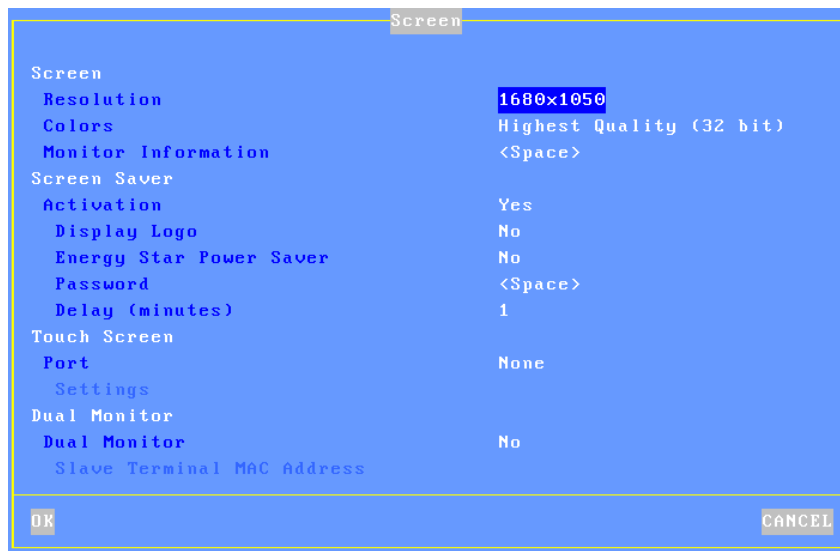 Screen
Screen
Resolution 1680x1050
Colors Highest Quality (32 bit)
Monitor Information <Space>
Screen Saver
Activation Yes
Display Logo No
Energy Star Power Saver No
Password <Space>
Delay (minutes) 1
Touch Screen
Port None
Settings
Dual Monitor
Dual Monitor No
Slave Terminal MAC Address
OK CANCEL